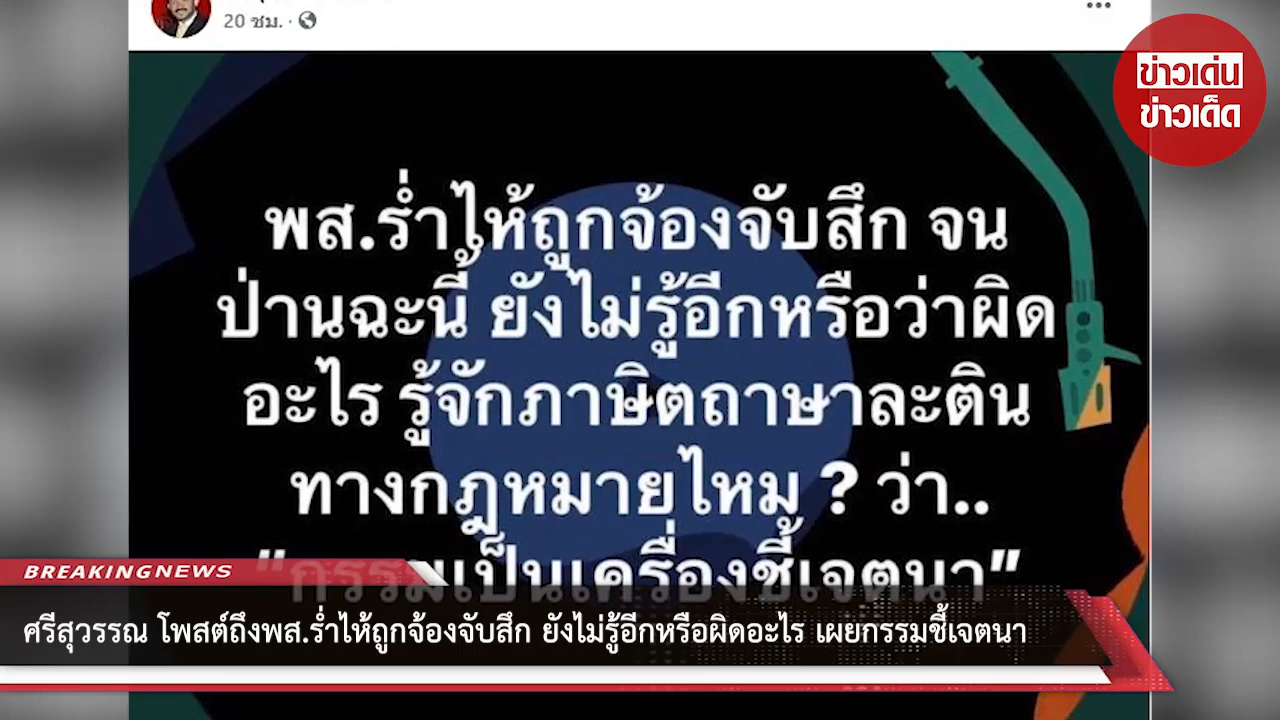 20 ชม.
ข่าวเด่น
ข่าวเด็ด
พส.ร่ำไห้ถูกจ้องจับสึก จน
ป่านฉะนี้ ยังไม่รู้อีกหรือว่าผิด
อะไร รู้จักภาษิตถาษาละติน
ทางกฎหมายไหม ? ว่า..
"กรรมเป็นเครื่องชี้เจตนา"
BREAKINGNEWS
ศรีสุวรรณ โพสต์ถึงพส.ร่ำไห้ถูกจ้องจับสึก ยังไม่รู้อีกหรือผิดอะไร เผยกรรมชี้เจตนา